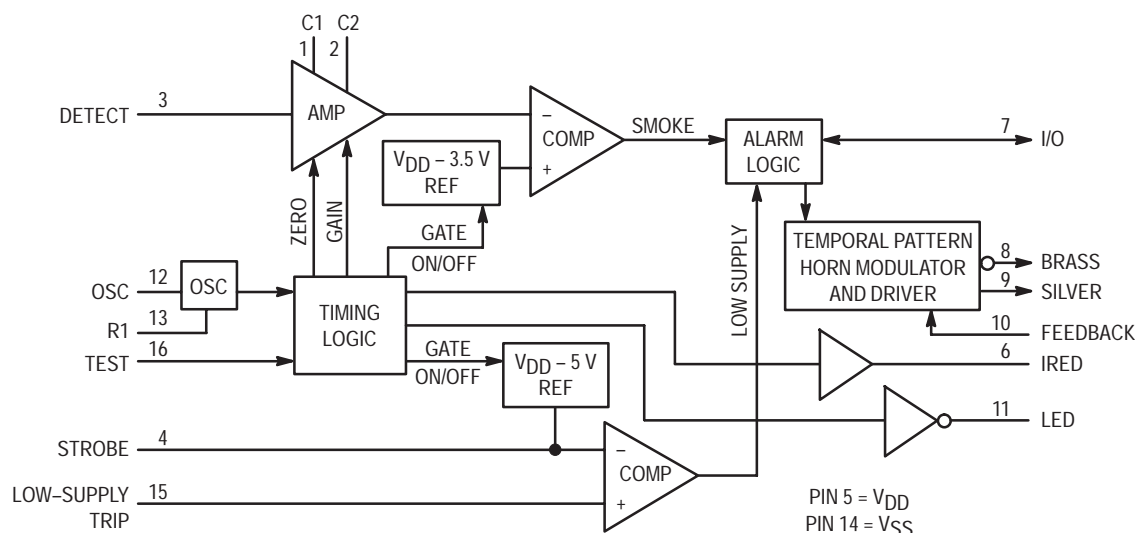 C1 C2
1 2
DETECT 3
AMP
−
COMP
+
SMOKE
ALARM
LOGIC
7 I/O
VDD – 3.5 V
REF
ZERO
GAIN
GATE
ON/OFF
LOW SUPPLY
TEMPORAL PATTERN
HORN MODULATOR
AND DRIVER
8 BRASS
9 SILVER
10 FEEDBACK
OSC 12
OSC
R1 13
TEST 16
TIMING
LOGIC
GATE
ON/OFF
VDD – 5 V
REF
6 IRED
11 LED
STROBE 4
−
COMP
+
LOW–SUPPLY
TRIP
15
PIN 5 = VDD
PIN 14 = VSS